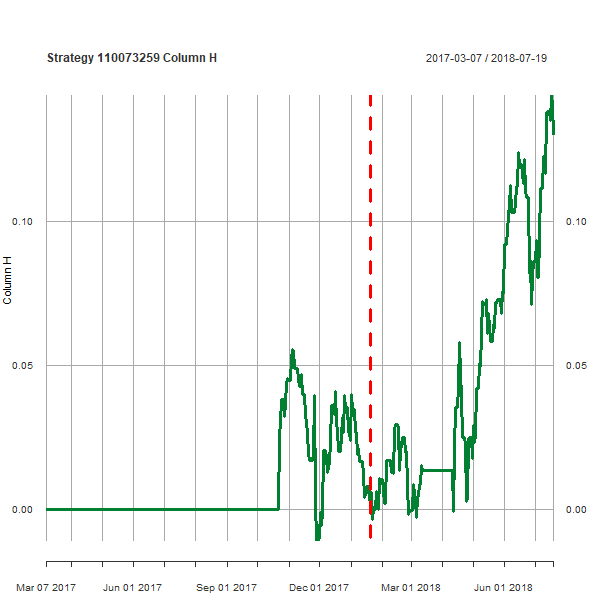 Strategy 110073259 Column H
2017-03-07 / 2018-07-19
0.10
0.10
Column H
0.05
0.05
0.00
0.00
Mar 07 2017
Jun 01 2017
Sep 01 2017
Dec 01 2017
Mar 01 2018
Jun 01 2018